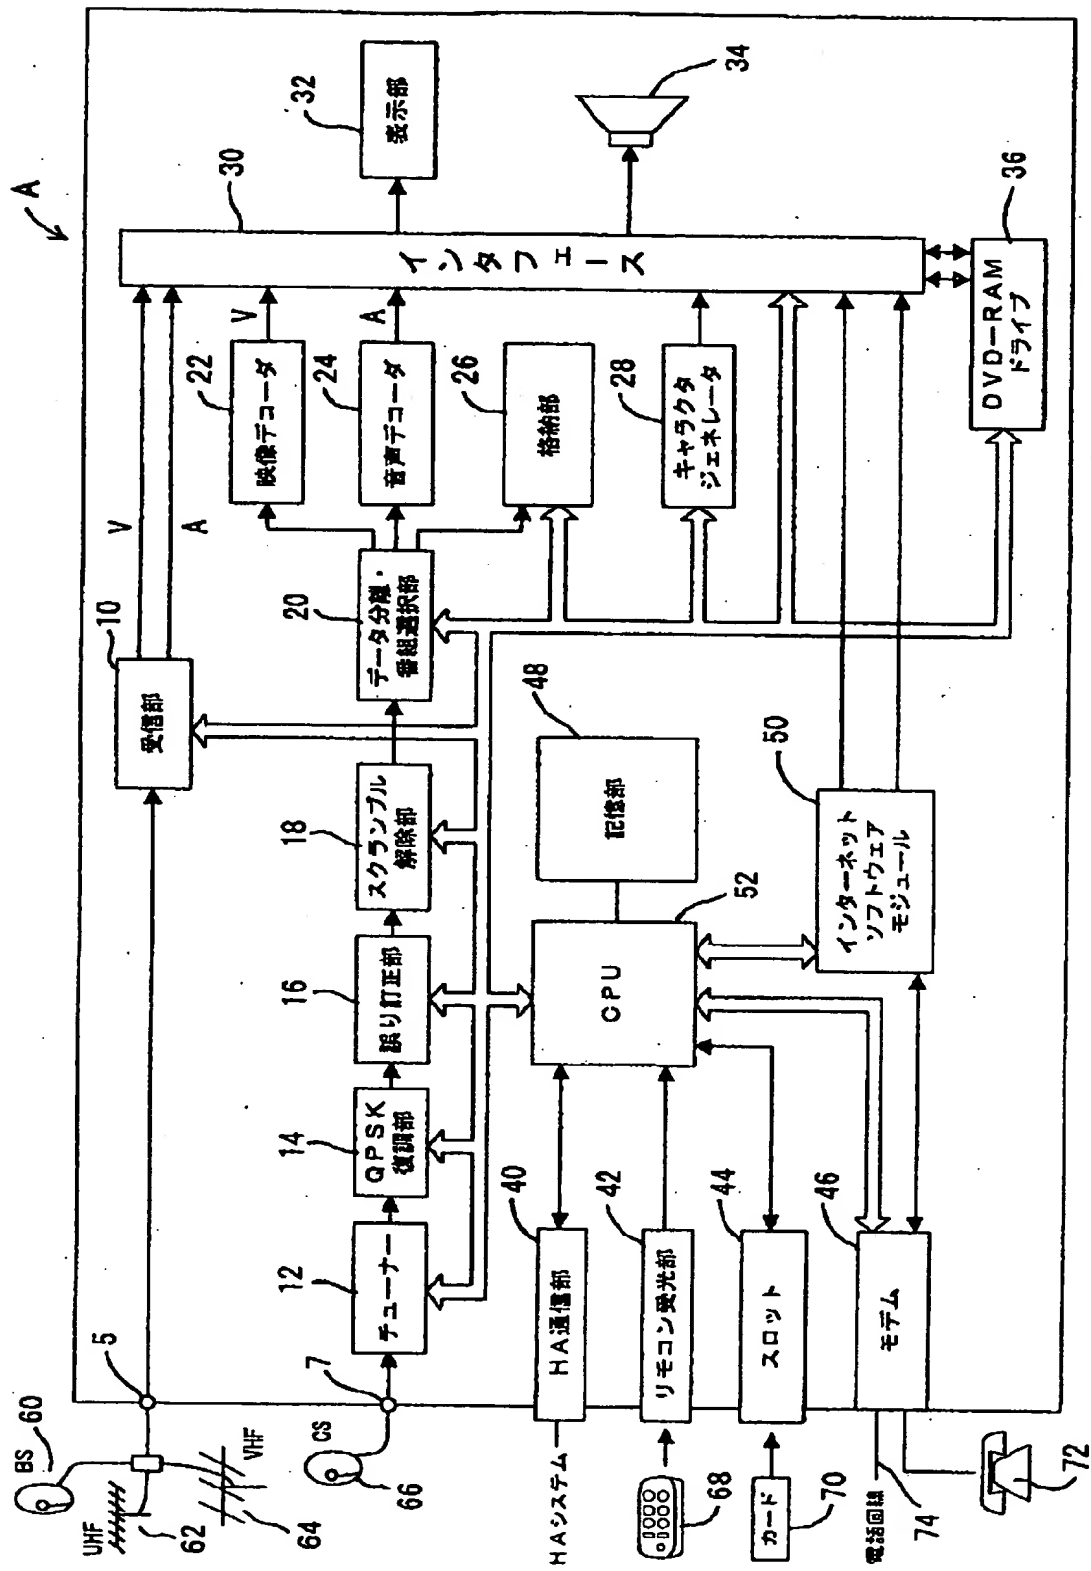 A
BS
60
UHF
62
VHF
64
5
10
受信部
V
A
CS
66
7
12
チューナー
14
QPSK
復調部
16
誤り訂正部
18
スクランブル
解除部
20
データ分離・
番組選択部
22
映像デコーダ
V
24
音声デコーダ
A
26
格納部
28
キャラクタ
ジェネレータ
30
インタフェース
32
表示部
34
36
DVD-RAM
ドライブ
HAシステム
40
HA通信部
68
42
リモコン受光部
カード
70
44
スロット
電話回線
74
72
46
モデム
CPU
52
48
記憶部
50
インターネット
ソフトウェア
モジュール